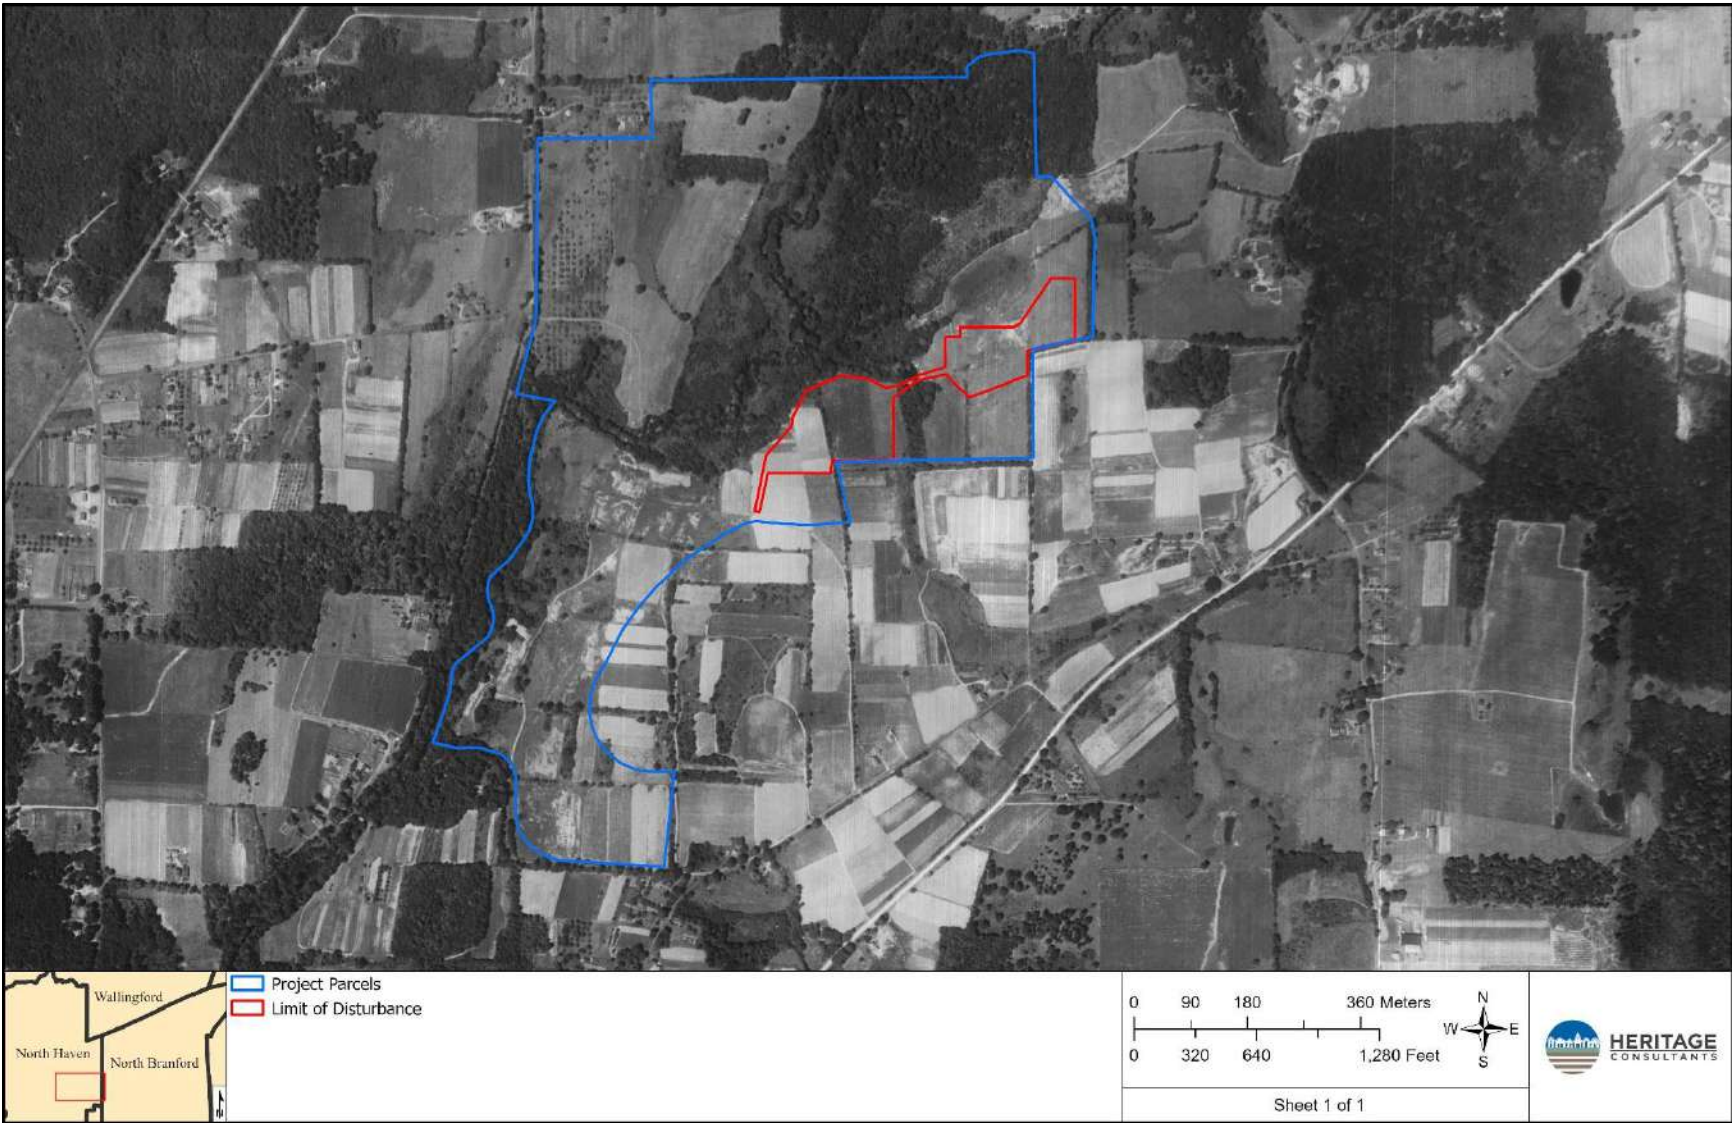 Wallingford
North Haven
North Branford
N
Project Parcels
Limit of Disturbance
0 90 180 360 Meters
0 320 640 1,280 Feet
N
W E
S
Sheet 1 of 1
HERITAGE
CONSULTANTS